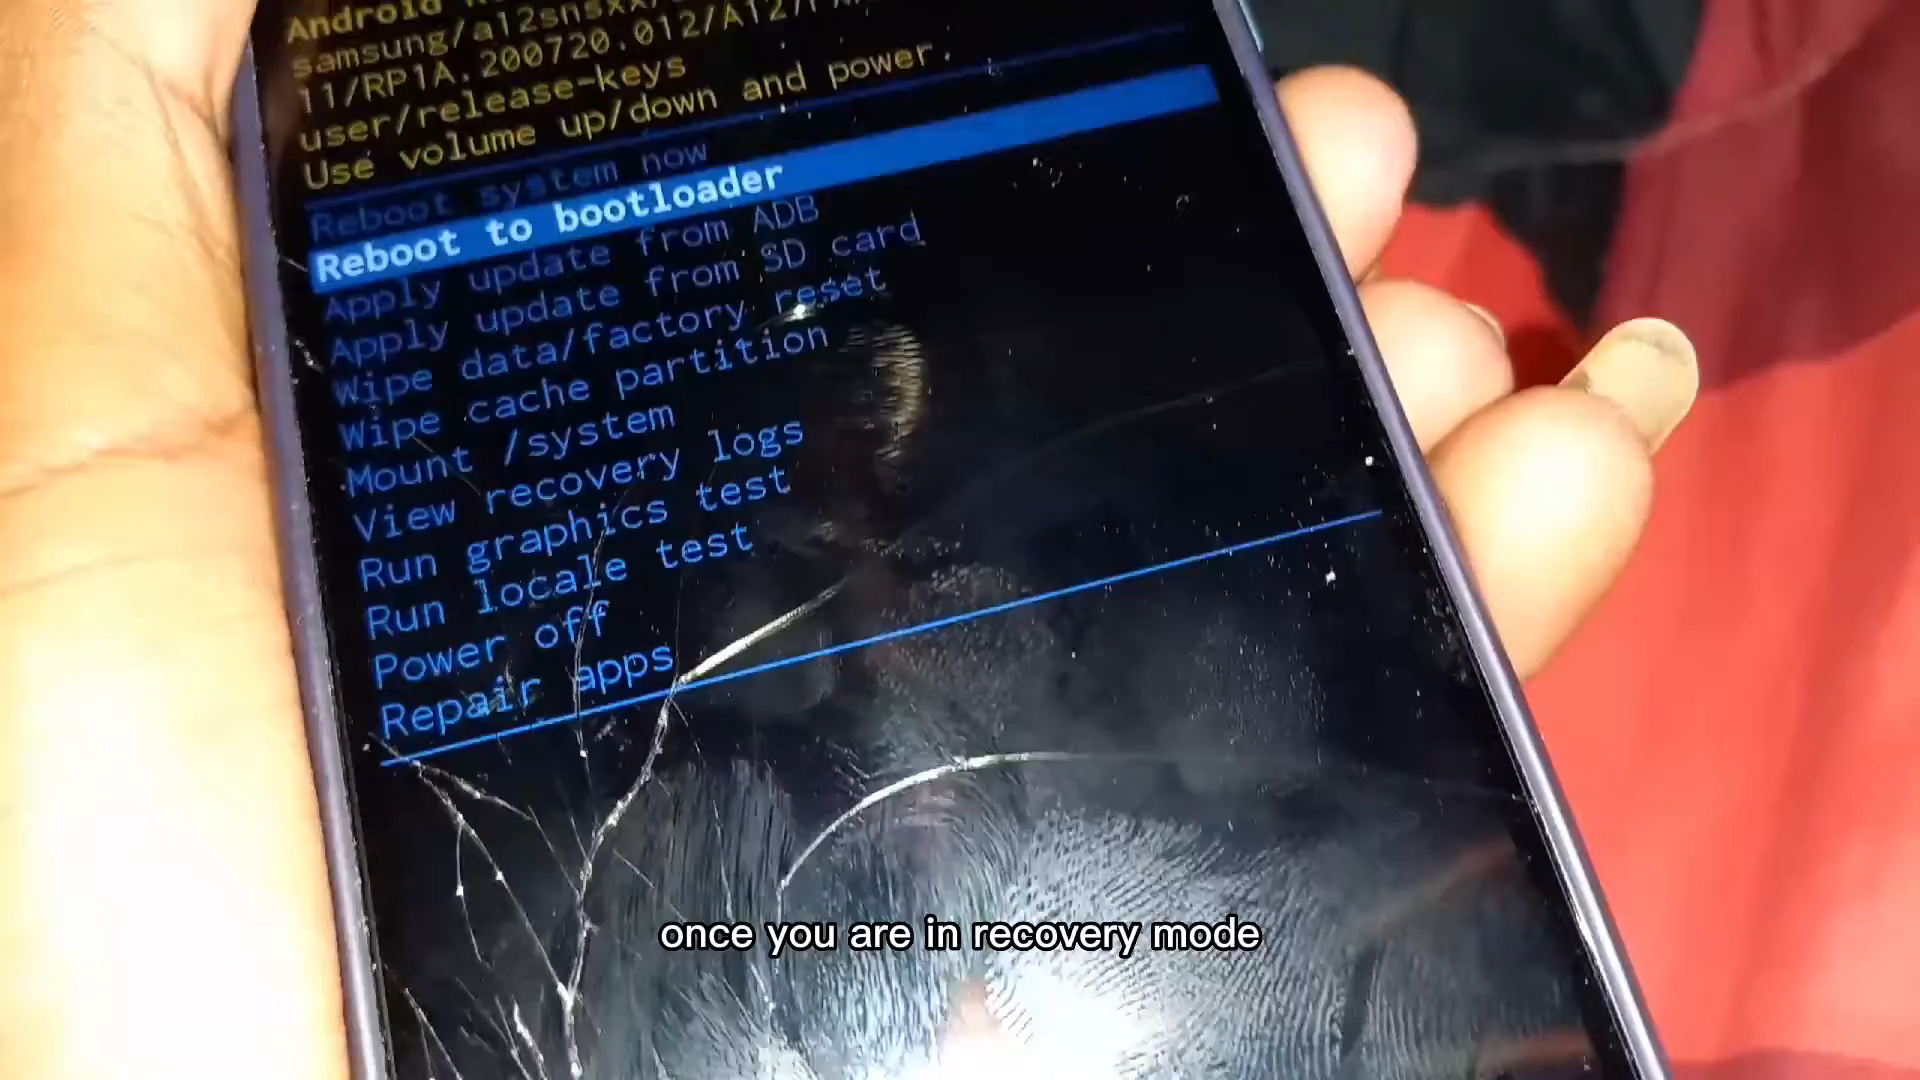 Android
samsung/a12snsxx/
11/RP1A.200720.012/A12
user/release-keys
Use volume up/down and power.
Reboot system now
Reboot to bootloader
Apply update from ADB
Apply update from SD card
Wipe data/factory reset
Wipe cache partition
Mount /system
View recovery logs
Run graphics test
Run locale test
Power off
Repair apps
once you are in recovery mode